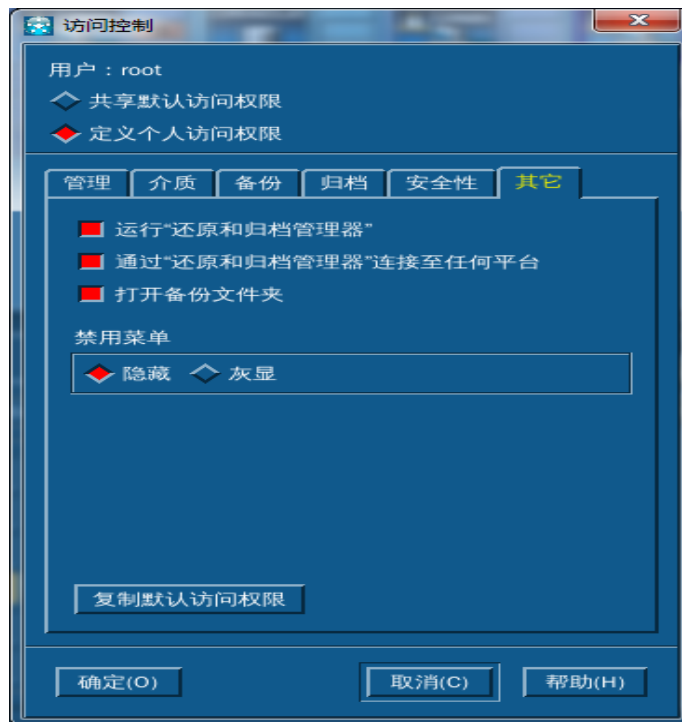 访问控制
用户：root
共享默认访问权限
定义个人访问权限
管理 介质 备份 归档 安全性 其它
运行“还原和归档管理器”
通过“还原和归档管理器”连接至任何平台
打开备份文件夹
禁用菜单
隐藏 灰显
复制默认访问权限
确定(O) 取消(C) 帮助(H)